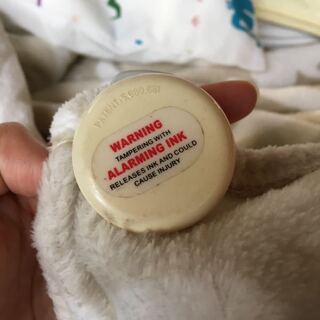 WARNING
TAMPERING WITH
ALARMING INK
RELEASES INK AND COULD
CAUSE INJURY